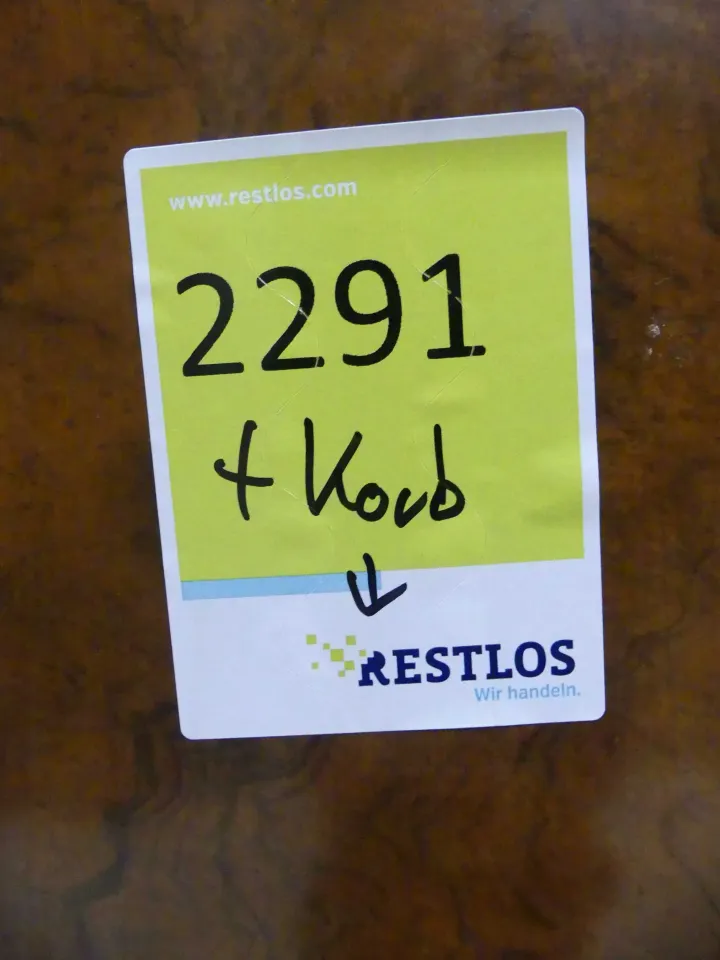 www.restlos.com
2291
+ Korb
RESTLOS
Wir handeln.